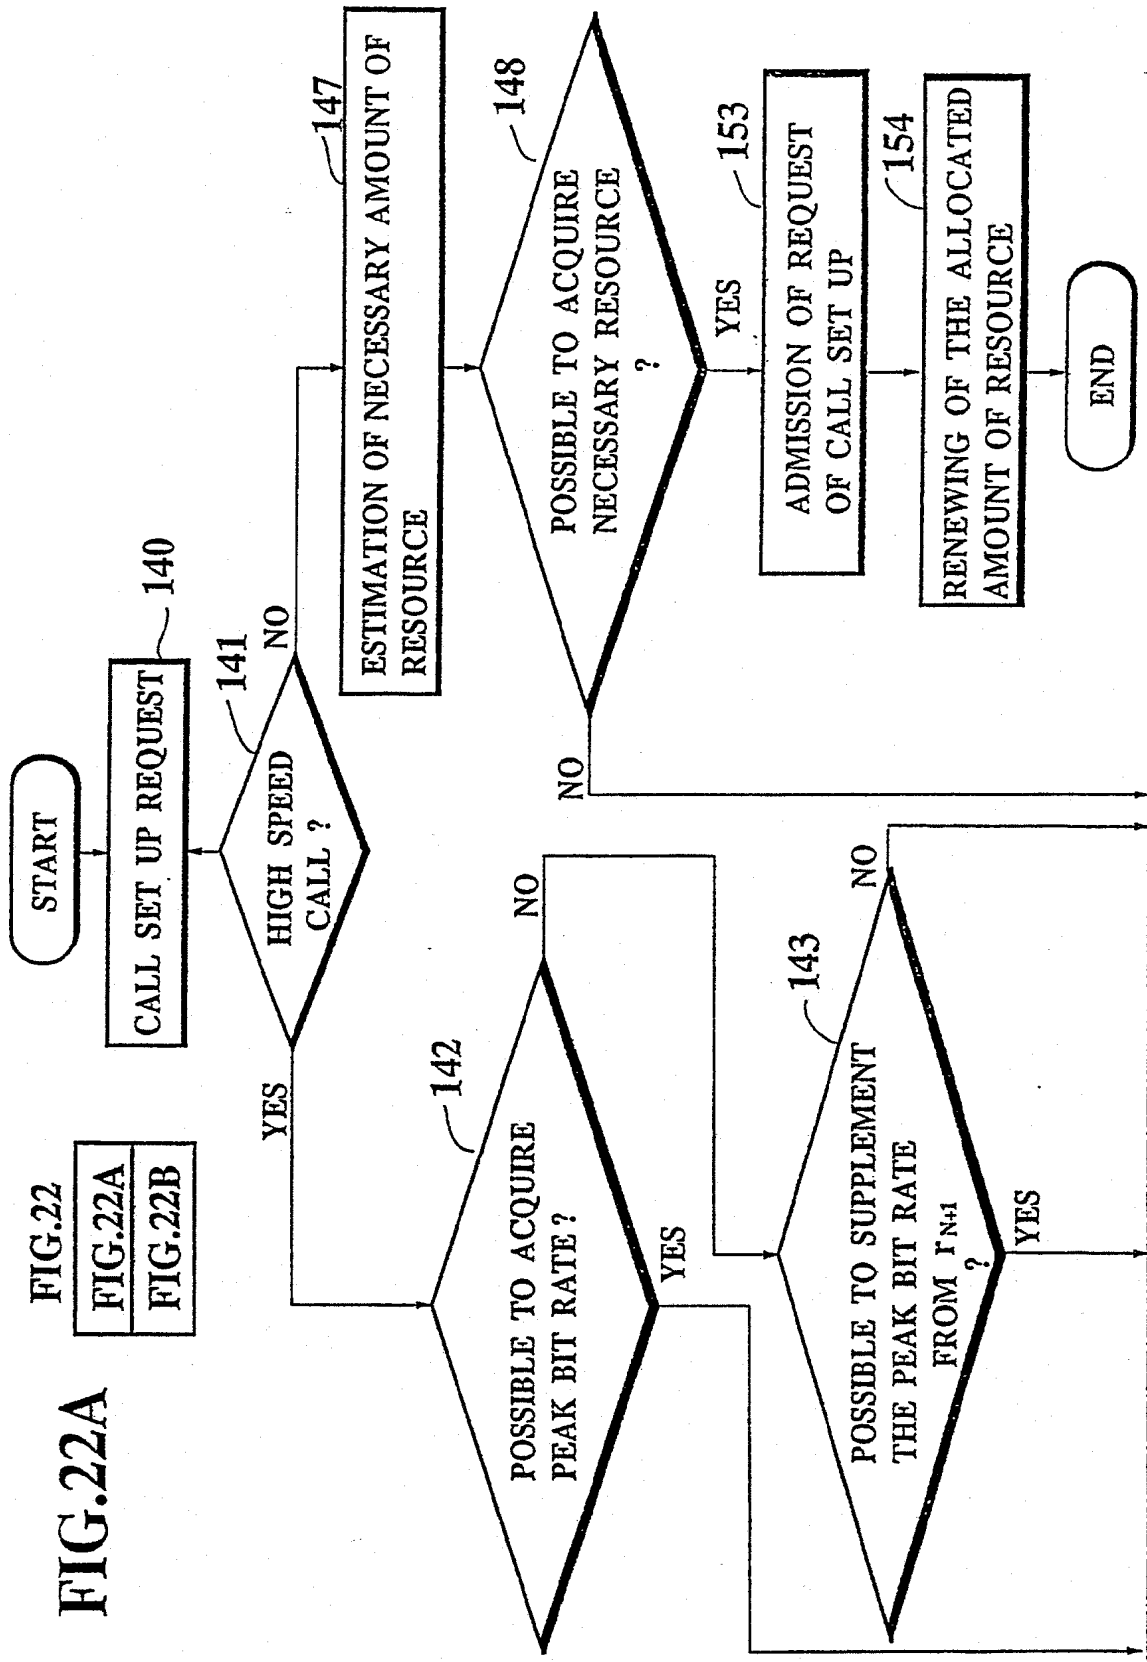 FIG.22A
FIG.22
FIG.22A
FIG.22B
START
CALL SET UP REQUEST
140
HIGH SPEED
CALL ?
141
YES
NO
POSSIBLE TO ACQUIRE
PEAK BIT RATE?
142
NO
YES
POSSIBLE TO SUPPLEMENT
THE PEAK BIT RATE
FROM rN+1
?
143
NO
YES
ESTIMATION OF NECESSARY AMOUNT OF
RESOURCE
147
POSSIBLE TO ACQUIRE
NECESSARY RESOURCE
?
148
NO
YES
ADMISSION OF REQUEST
OF CALL SET UP
153
RENEWING OF THE ALLOCATED
AMOUNT OF RESOURCE
154
END